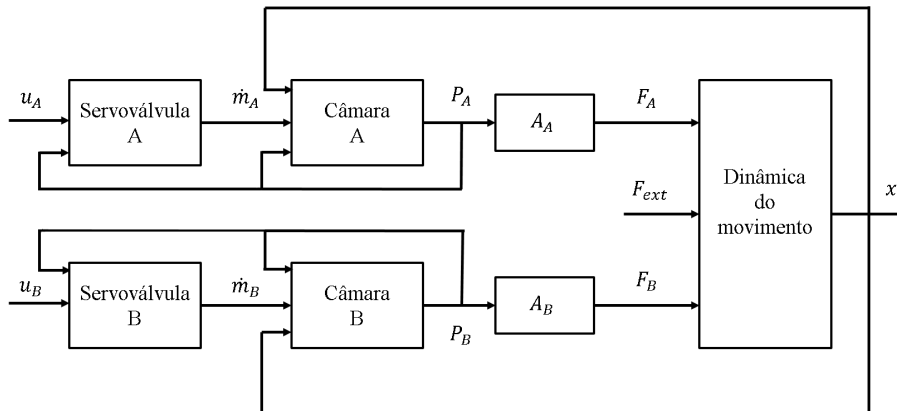 u_A
Servoválvula
A
ṁ_A
Câmara
A
P_A
A_A
F_A
F_ext
Dinâmica
do
movimento
x
u_B
Servoválvula
B
ṁ_B
Câmara
B
P_B
A_B
F_B